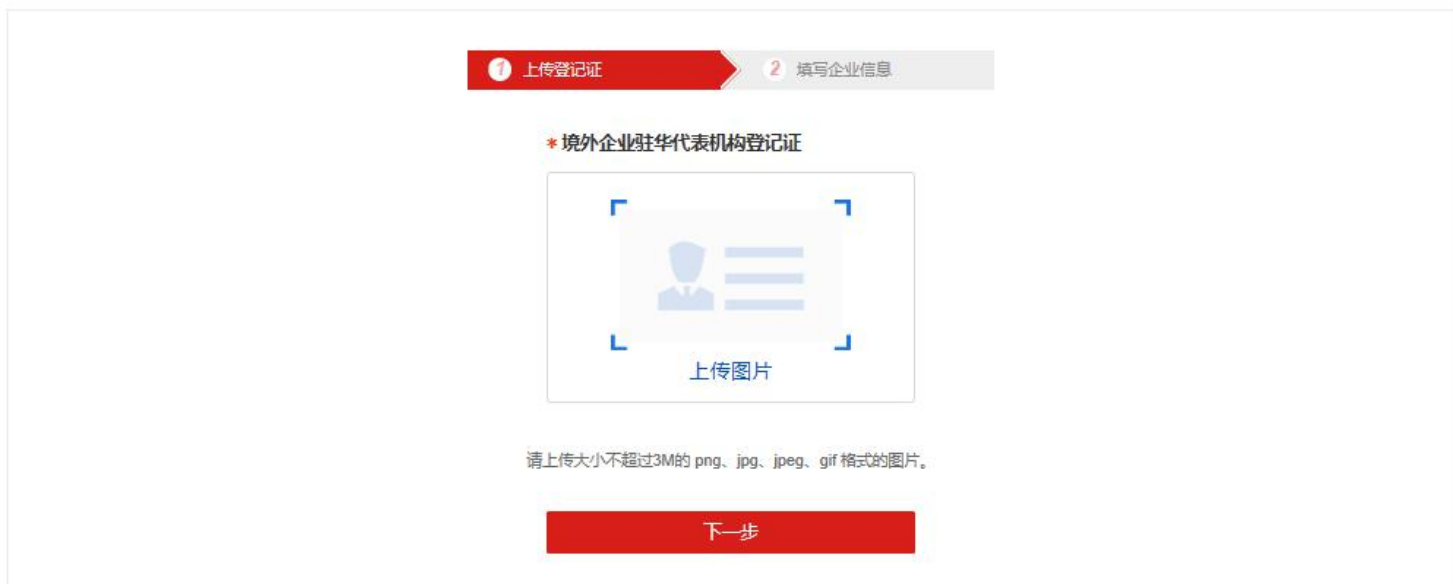 1 上传登记证
2 填写企业信息
* 境外企业驻华代表机构登记证
上传图片
请上传大小不超过3M的 png、jpg、jpeg、gif 格式的图片。
下一步